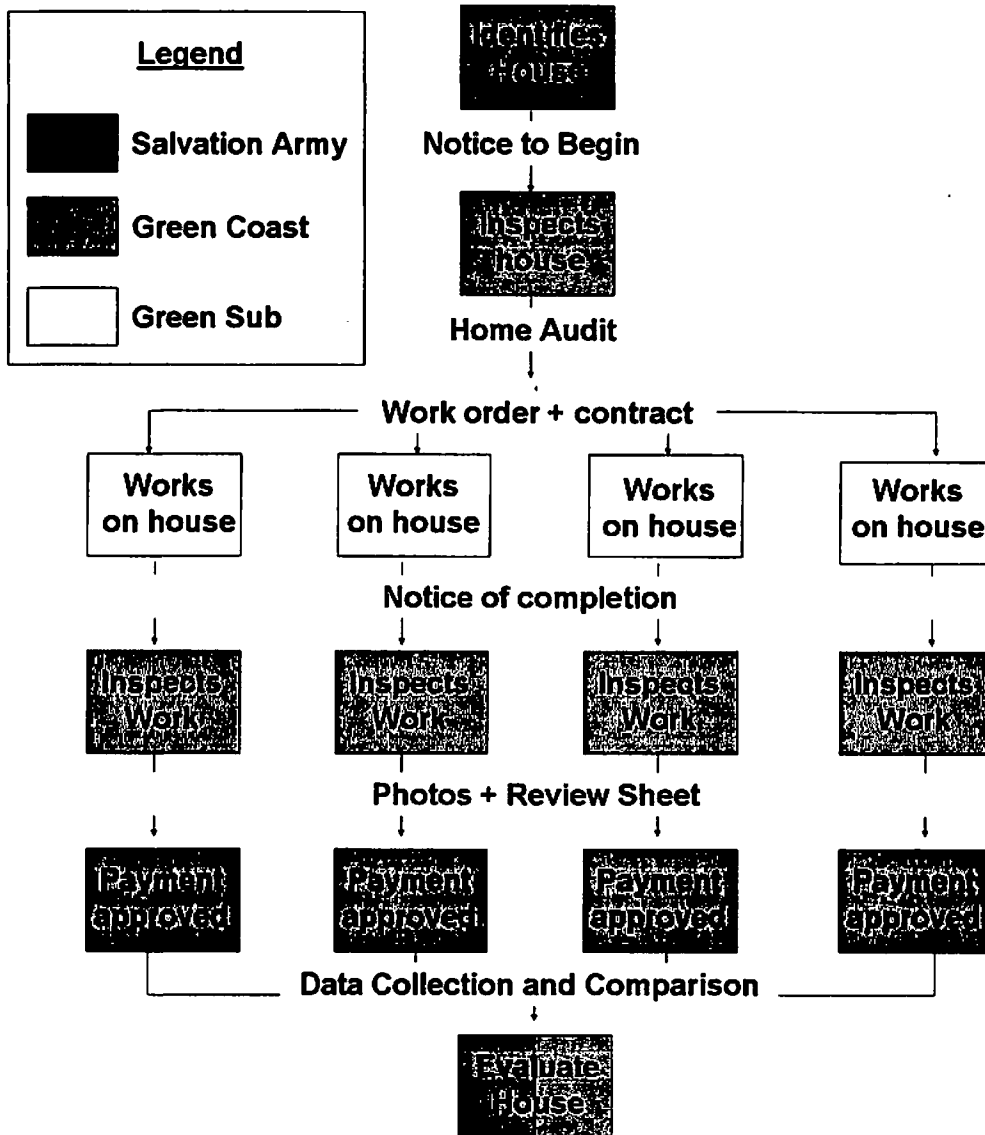 Legend
Salvation Army
Green Coast
Green Sub
Identifies
House
Notice to Begin
Inspects
house
Home Audit
Work order + contract
Works
on house
Works
on house
Works
on house
Works
on house
Notice of completion
Inspects
Work
Inspects
Work
Inspects
Work
Inspects
Work
Photos + Review Sheet
Payment
approved
Payment
approved
Payment
approved
Payment
approved
Data Collection and Comparison
Evaluate
House